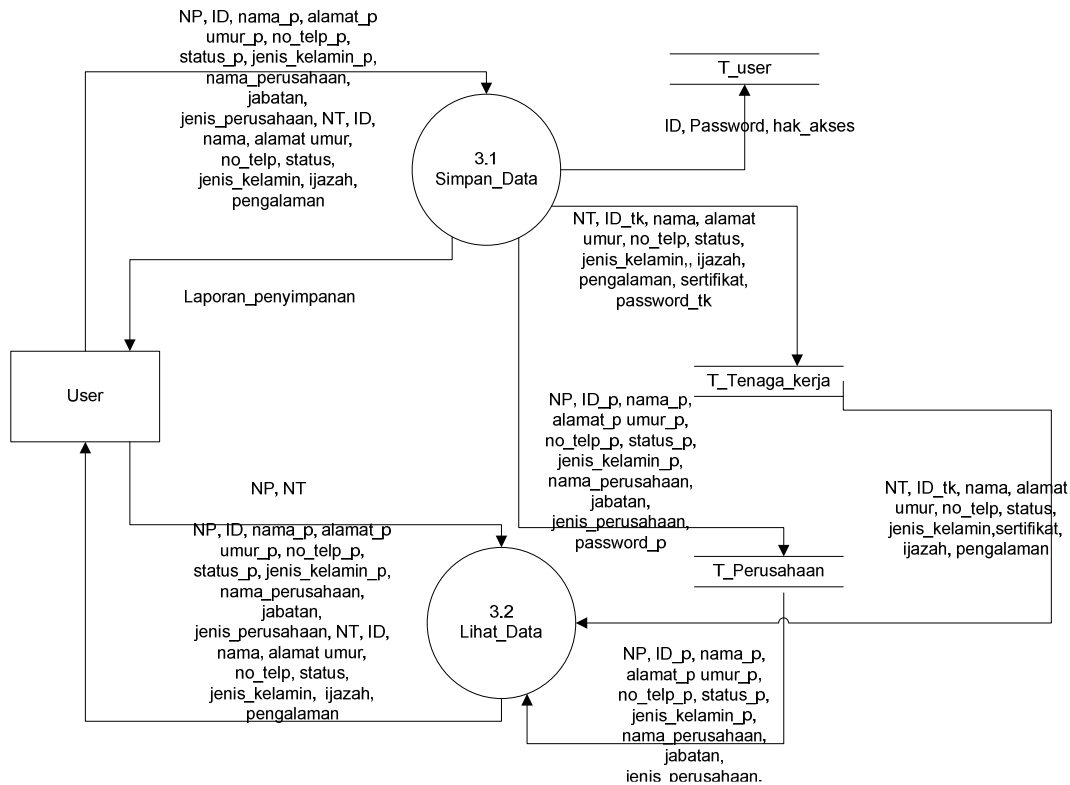 NP, ID, nama_p, alamat_p
umur_p, no_telp_p,
status_p, jenis_kelamin_p,
nama_perusahaan,
jabatan,
jenis_perusahaan, NT, ID,
nama, alamat umur,
no_telp, status,
jenis_kelamin, ijazah,
pengalaman
T_user
ID, Password, hak_akses
3.1
Simpan_Data
NT, ID_tk, nama, alamat
umur, no_telp, status,
jenis_kelamin,, ijazah,
pengalaman, sertifikat,
password_tk
Laporan_penyimpanan
User
T_Tenaga_kerja
NP, ID_p, nama_p,
alamat_p umur_p,
no_telp_p, status_p,
jenis_kelamin_p,
nama_perusahaan,
jabatan,
jenis_perusahaan,
password_p
NP, NT
NT, ID_tk, nama, alamat
umur, no_telp, status,
jenis_kelamin,sertifikat,
ijazah, pengalaman
NP, ID, nama_p, alamat_p
umur_p, no_telp_p,
status_p, jenis_kelamin_p,
nama_perusahaan,
jabatan,
jenis_perusahaan, NT, ID,
nama, alamat umur,
no_telp, status,
jenis_kelamin, ijazah,
pengalaman
T_Perusahaan
3.2
Lihat_Data
NP, ID_p, nama_p,
alamat_p umur_p,
no_telp_p, status_p,
jenis_kelamin_p,
nama_perusahaan,
jabatan,
jenis_perusahaan.